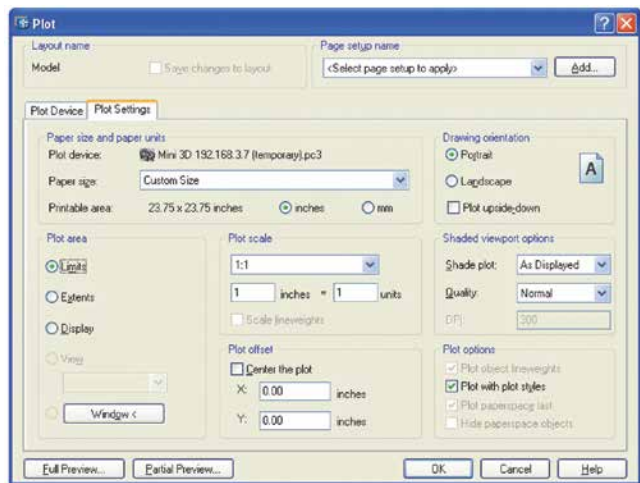 Plot
Layout name
Model
Save changes to layout
Page setup name
<Select page setup to apply>
Add...
Plot Device
Plot Settings
Paper size and paper units
Plot device:
Mini 3D 192.168.3.7 (temporary).pc3
Paper size:
Custom Size
Printable area:
23.75 x 23.75 inches
inches
mm
Drawing orientation
Portrait
Landscape
Plot upside-down
A
Plot area
Limits
Extents
Display
View
Window <
Plot scale
1:1
1 inches = 1 units
Scale lineweights
Plot offset
Center the plot
X: 0.00 inches
Y: 0.00 inches
Shaded viewport options
Shade plot: As Displayed
Quality: Normal
DPI: 300
Plot options
Plot object lineweights
Plot with plot styles
Plot paperspace last
Hide paperspace objects
Full Preview...
Partial Preview...
OK
Cancel
Help